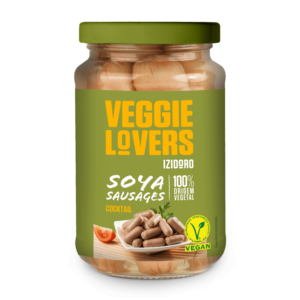 VEGGIE
LOVERS
IZIDORO
SOYA
SAUSAGES
COCKTAIL
100%
ORIGEM
VEGETAL
V
VEGAN